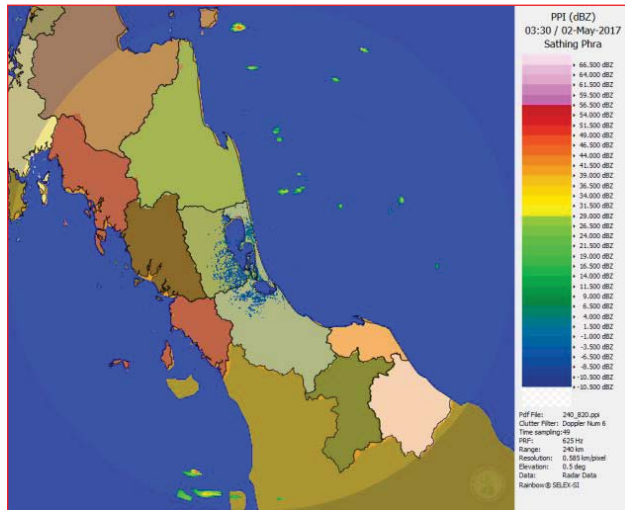 PPI (dBZ)
03:30 / 02-May-2017
Sathing Phra
66.500 dBZ
64.000 dBZ
61.500 dBZ
59.500 dBZ
56.500 dBZ
54.000 dBZ
51.500 dBZ
49.000 dBZ
46.500 dBZ
44.000 dBZ
41.500 dBZ
39.000 dBZ
36.500 dBZ
34.000 dBZ
31.500 dBZ
29.000 dBZ
26.500 dBZ
24.000 dBZ
21.500 dBZ
19.000 dBZ
16.500 dBZ
14.000 dBZ
11.500 dBZ
9.000 dBZ
6.500 dBZ
4.000 dBZ
1.500 dBZ
-1.000 dBZ
-3.500 dBZ
-6.500 dBZ
-8.500 dBZ
-10.500 dBZ
-10.500 dBZ
Pdf File: 240_820.ppi
Clutter Filter: Doppler Num 6
Time sampling:49
PRF: 625 Hz
Range: 240 km
Resolution: 0.585 km/pixel
Elevation: 0.5 deg
Data: Radar Data
Rainbow® SELEX-SI